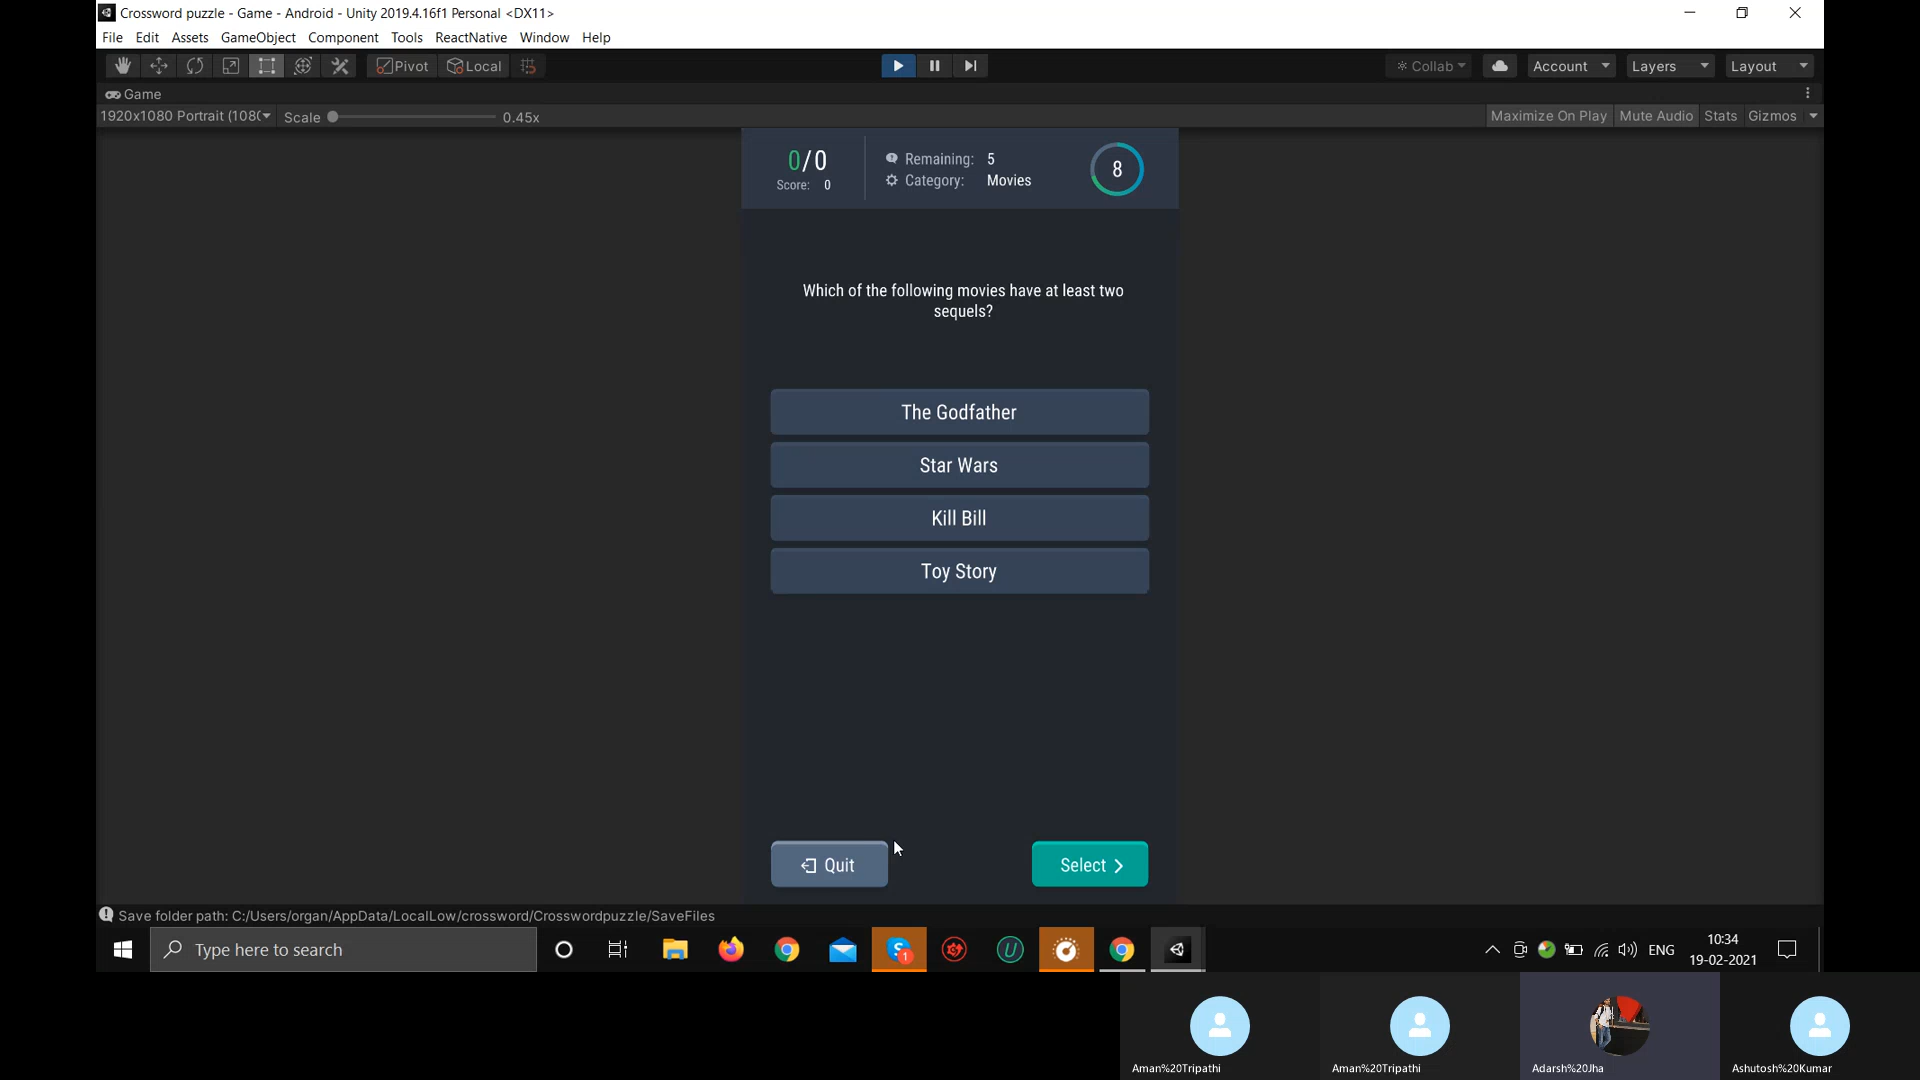 Crossword puzzle - Game - Android - Unity 2019.4.16f1 Personal <DX11>
File Edit Assets GameObject Component Tools ReactNative Window Help
Pivot Local Collab Account Layers Layout
Game
1920x1080 Portrait (108( Scale 0.45x Maximize On Play Mute Audio Stats Gizmos
0/0
Score: 0
Remaining: 5
Category: Movies
8
Which of the following movies have at least two
sequels?
The Godfather
Star Wars
Kill Bill
Toy Story
Quit
Select
Save folder path: C:/Users/organ/AppData/LocalLow/crossword/Crosswordpuzzle/SaveFiles
Type here to search
1
ENG
10:34
19-02-2021
Aman%20Tripathi
Aman%20Tripathi
Adarsh%20Jha
Ashutosh%20Kumar